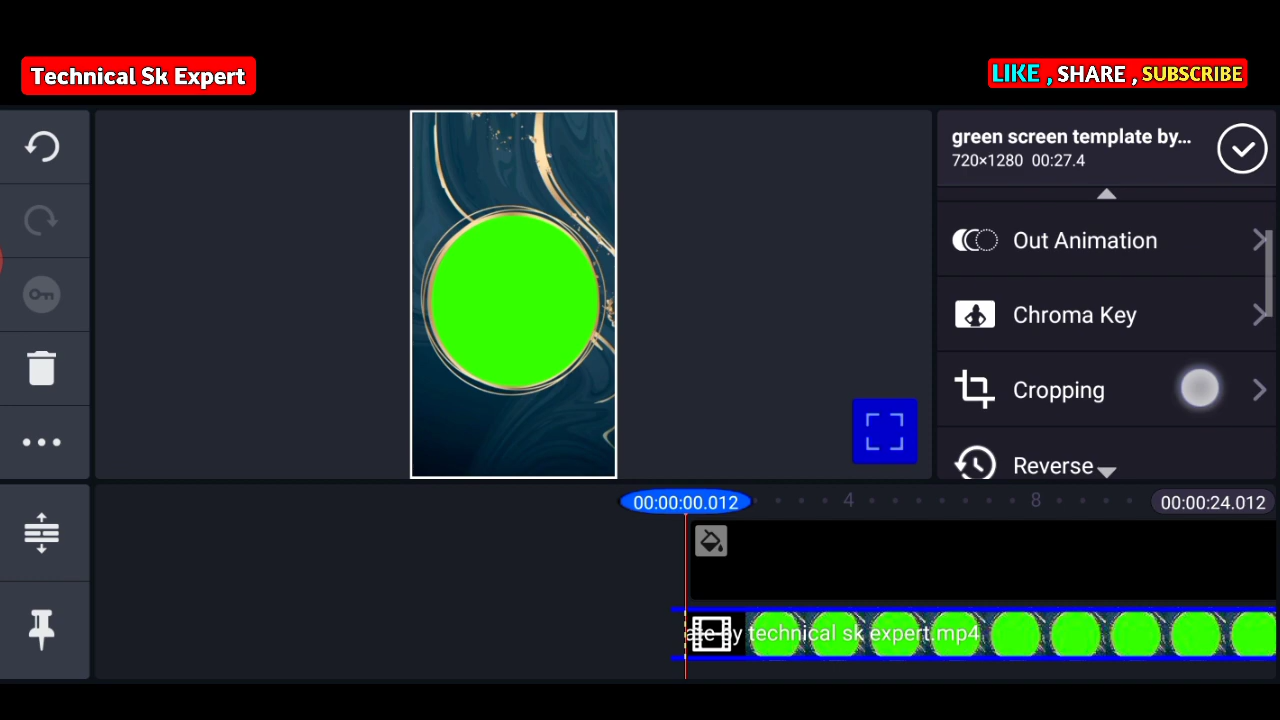 Technical Sk Expert
LIKE , SHARE , SUBSCRIBE
green screen template by...
720×1280 00:27.4
Out Animation
Chroma Key
Cropping
Reverse
00:00:00.012
4
8
00:00:24.012
by technical sk expert.mp4